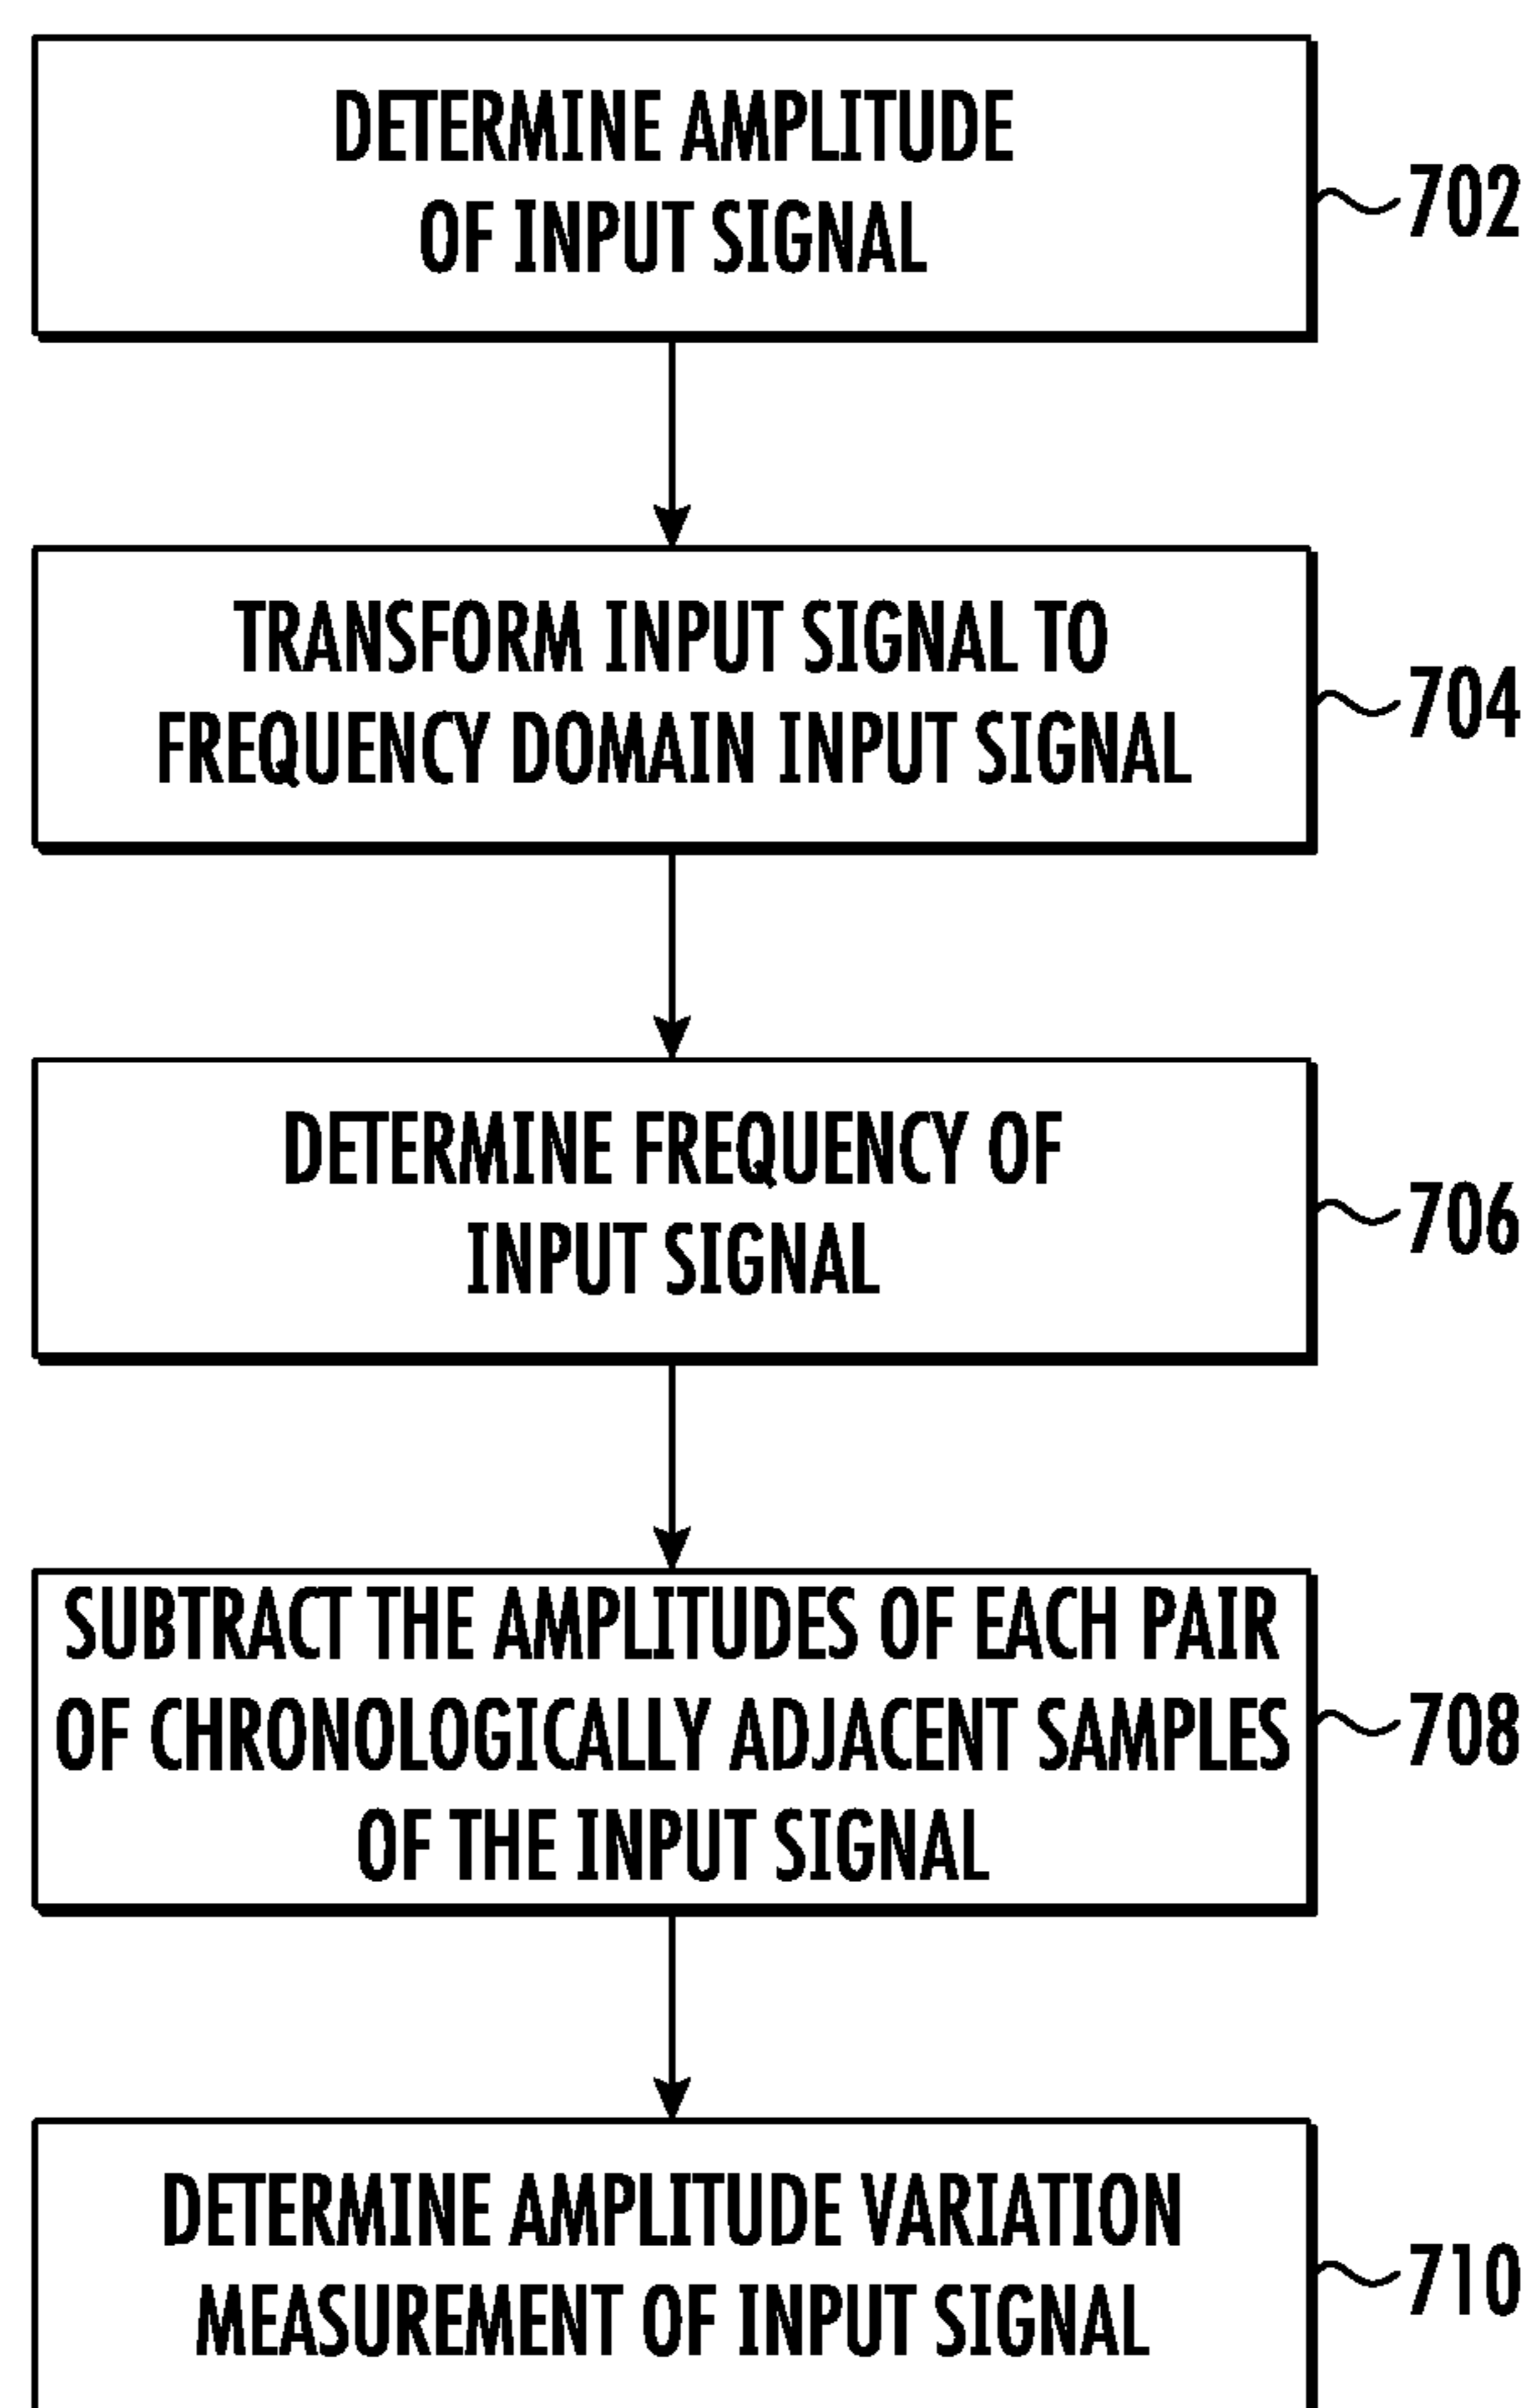 DETERMINE AMPLITUDE
OF INPUT SIGNAL
702
TRANSFORM INPUT SIGNAL TO
FREQUENCY DOMAIN INPUT SIGNAL
704
DETERMINE FREQUENCY OF
INPUT SIGNAL
706
SUBTRACT THE AMPLITUDES OF EACH PAIR
OF CHRONOLOGICALLY ADJACENT SAMPLES
OF THE INPUT SIGNAL
708
DETERMINE AMPLITUDE VARIATION
MEASUREMENT OF INPUT SIGNAL
710